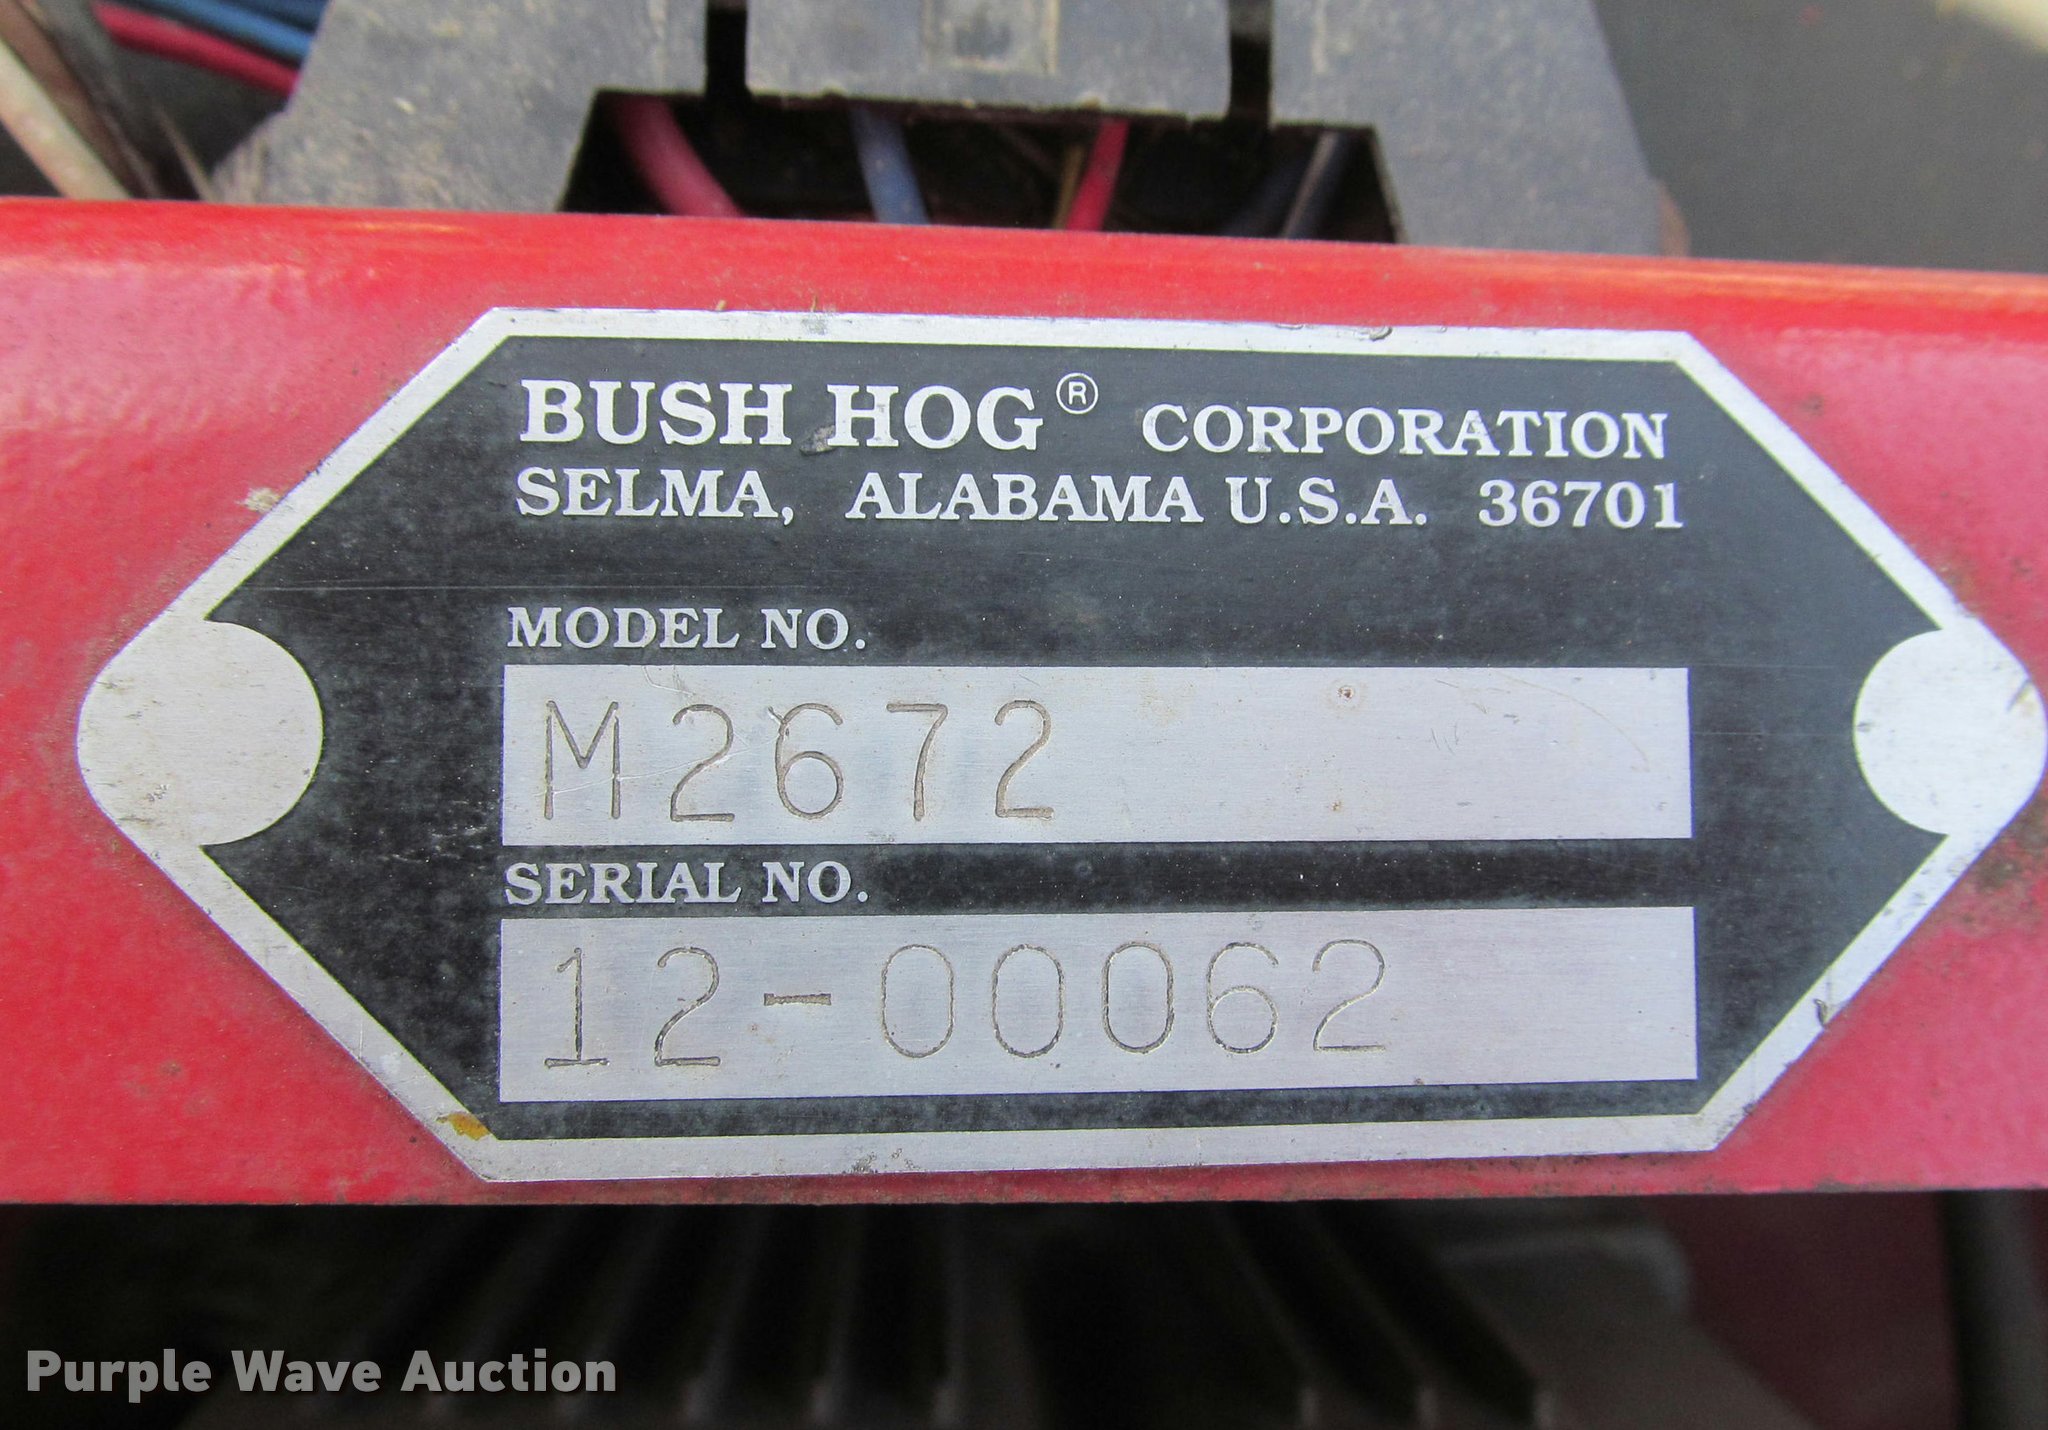 BUSH HOG® CORPORATION
SELMA, ALABAMA U.S.A. 36701
MODEL NO.
M2672
SERIAL NO.
12-00062
Purple Wave Auction